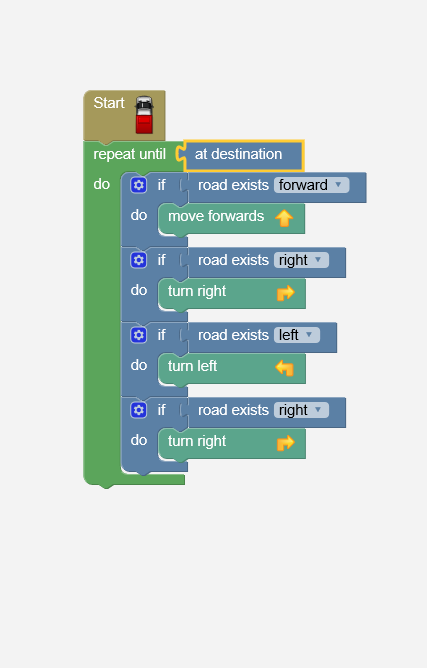 Start
repeat until at destination
do if road exists forward
do move forwards
if road exists right
do turn right
if road exists left
do turn left
if road exists right
do turn right